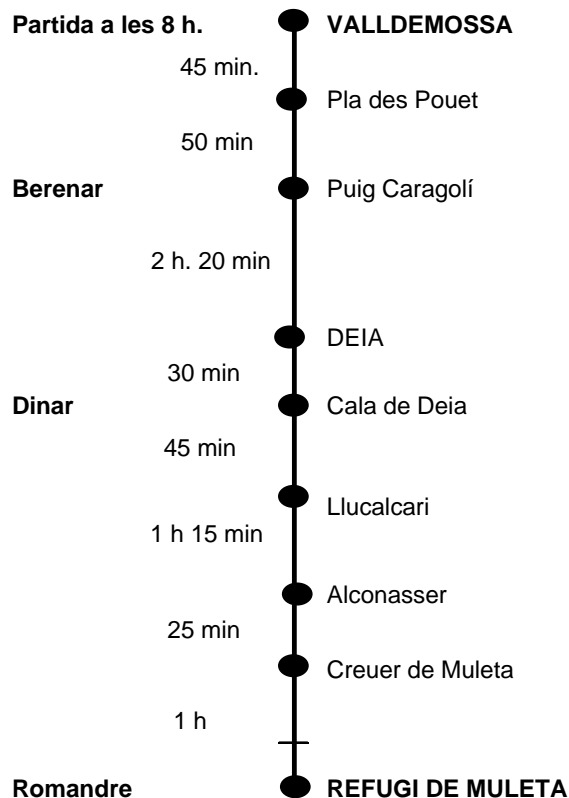 Partida a les 8 h. VALLDEMOSSA
45 min.
Pla des Pouet
50 min
Berenar Puig Caragolí
2 h. 20 min
DEIA
30 min
Dinar Cala de Deia
45 min
Llucalcari
1 h 15 min
Alconasser
25 min
Creuer de Muleta
1 h
Romandre REFUGI DE MULETA